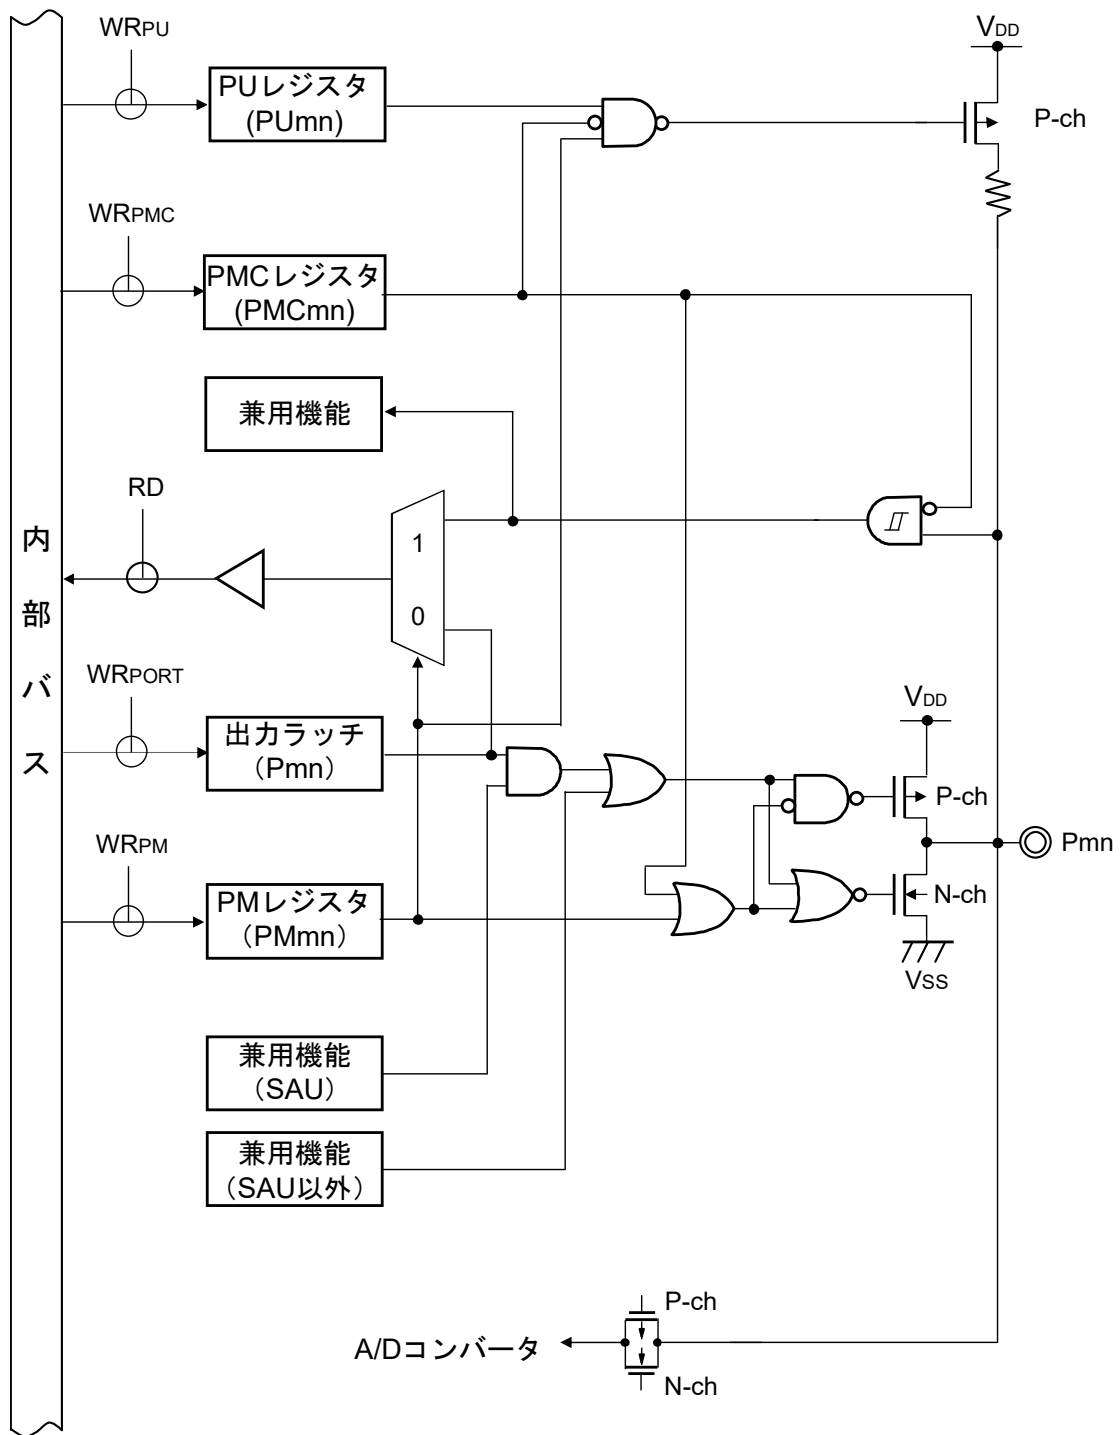 WRPU
VDD
PUレジスタ
(PUmn)
P-ch
WRPMC
PMCレジスタ
(PMCmn)
兼用機能
RD
1
0
内部バス
WRPORT
出力ラッチ
(Pmn)
VDD
P-ch
Pmn
WRPM
PMレジスタ
(PMmn)
N-ch
VSS
兼用機能
(SAU)
兼用機能
(SAU以外)
P-ch
A/Dコンバータ
N-ch